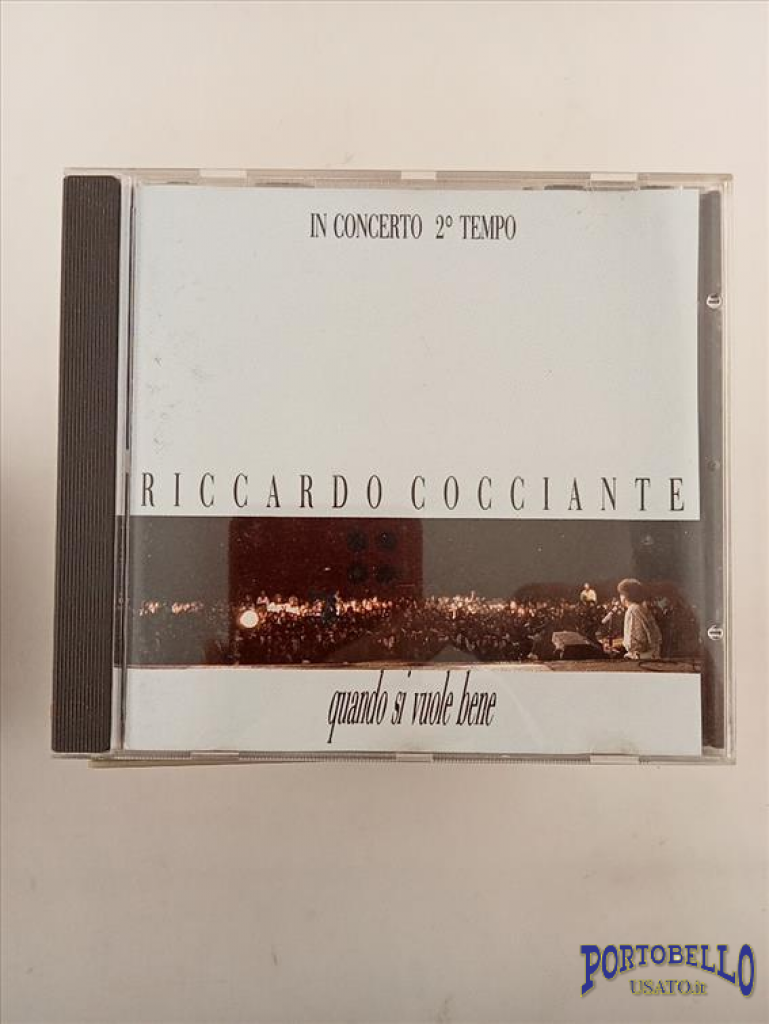 IN CONCERTO 2° TEMPO
RICCARDO COCCIANTE
quando si vuole bene
PORTOBELLO
USATO.it